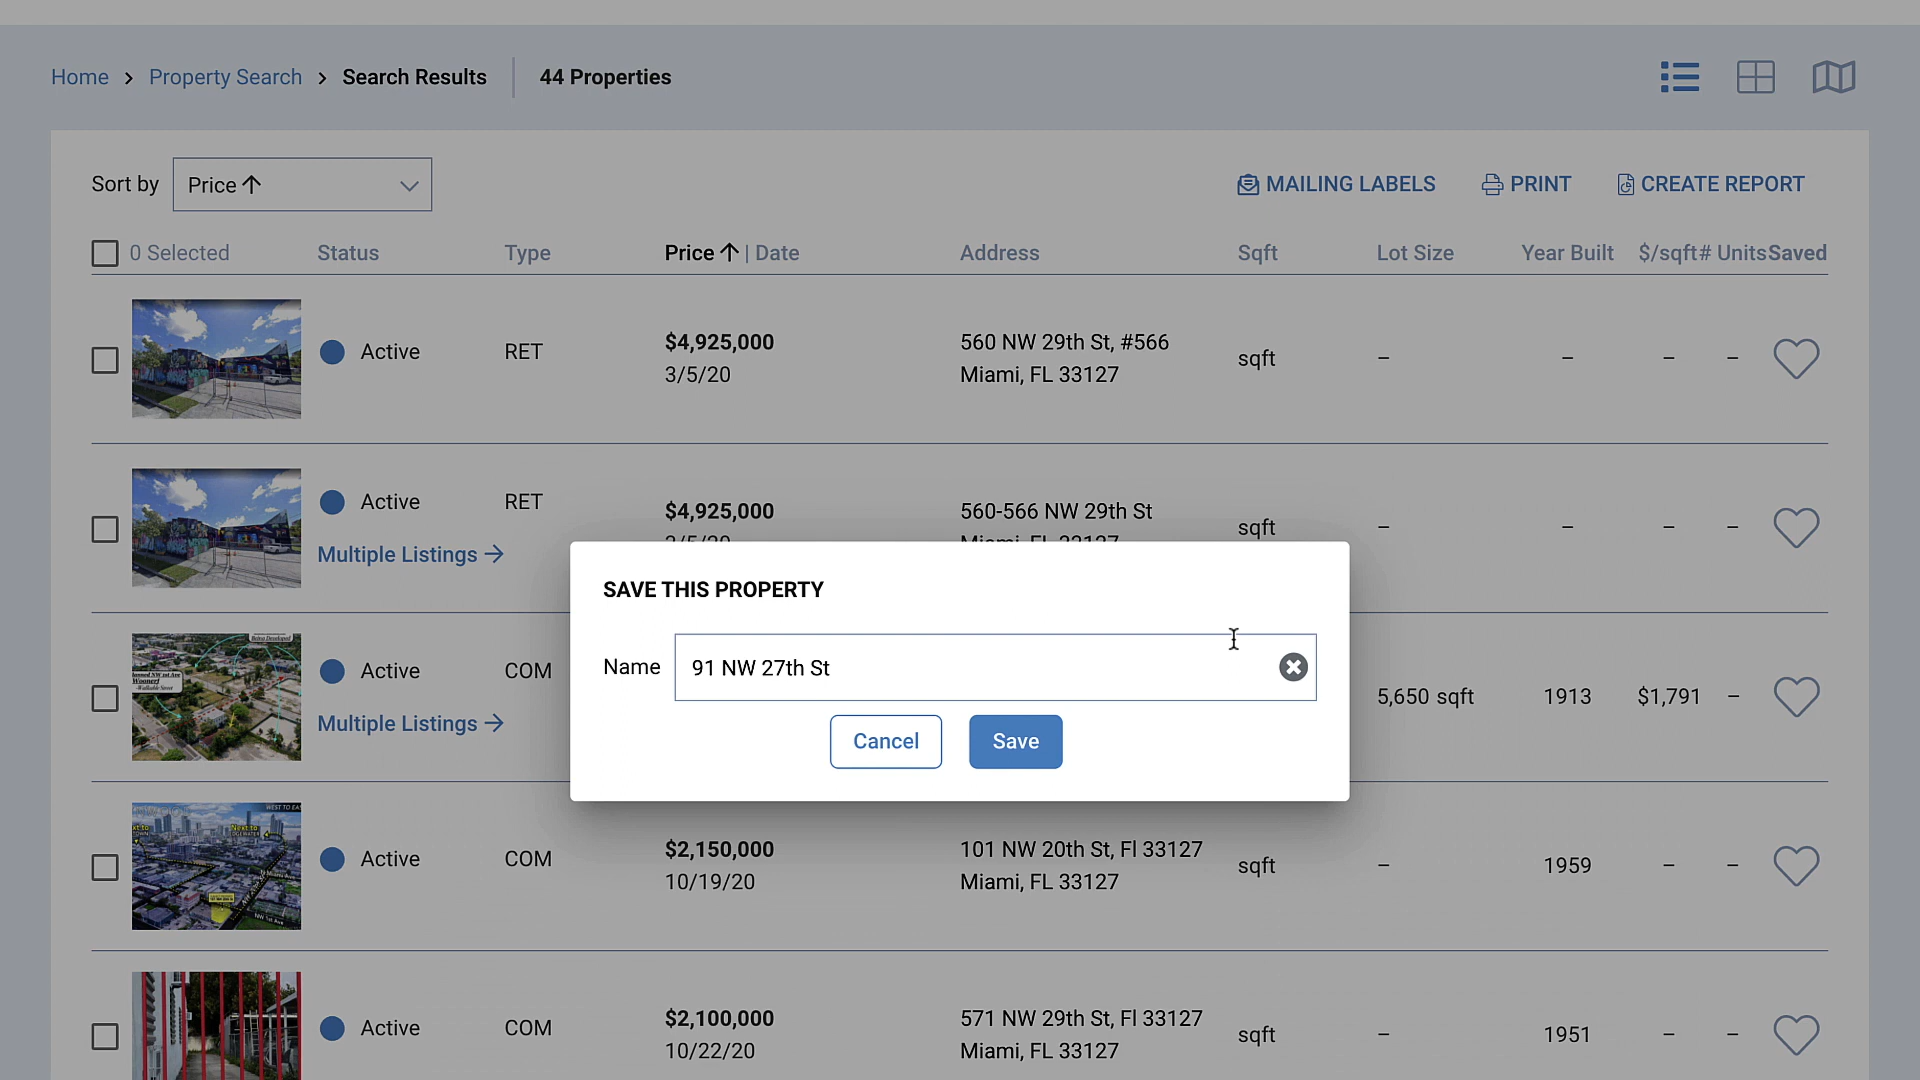 Home > Property Search > Search Results | 44 Properties
Sort by Price ↑
MAILING LABELS PRINT CREATE REPORT
0 Selected Status Type Price ↑ | Date Address Sqft Lot Size Year Built $/sqft # Units Saved
Active RET $4,925,000 560 NW 29th St, #566 sqft – – – –
3/5/20 Miami, FL 33127
Active RET $4,925,000 560-566 NW 29th St sqft – – – –
Multiple Listings →
SAVE THIS PROPERTY
Name 91 NW 27th St
Cancel Save
Active COM 5,650 sqft 1913 $1,791 –
Multiple Listings →
Active COM $2,150,000 101 NW 20th St, Fl 33127 sqft – 1959 – –
10/19/20 Miami, FL 33127
Active COM $2,100,000 571 NW 29th St, Fl 33127 sqft – 1951 – –
10/22/20 Miami, FL 33127